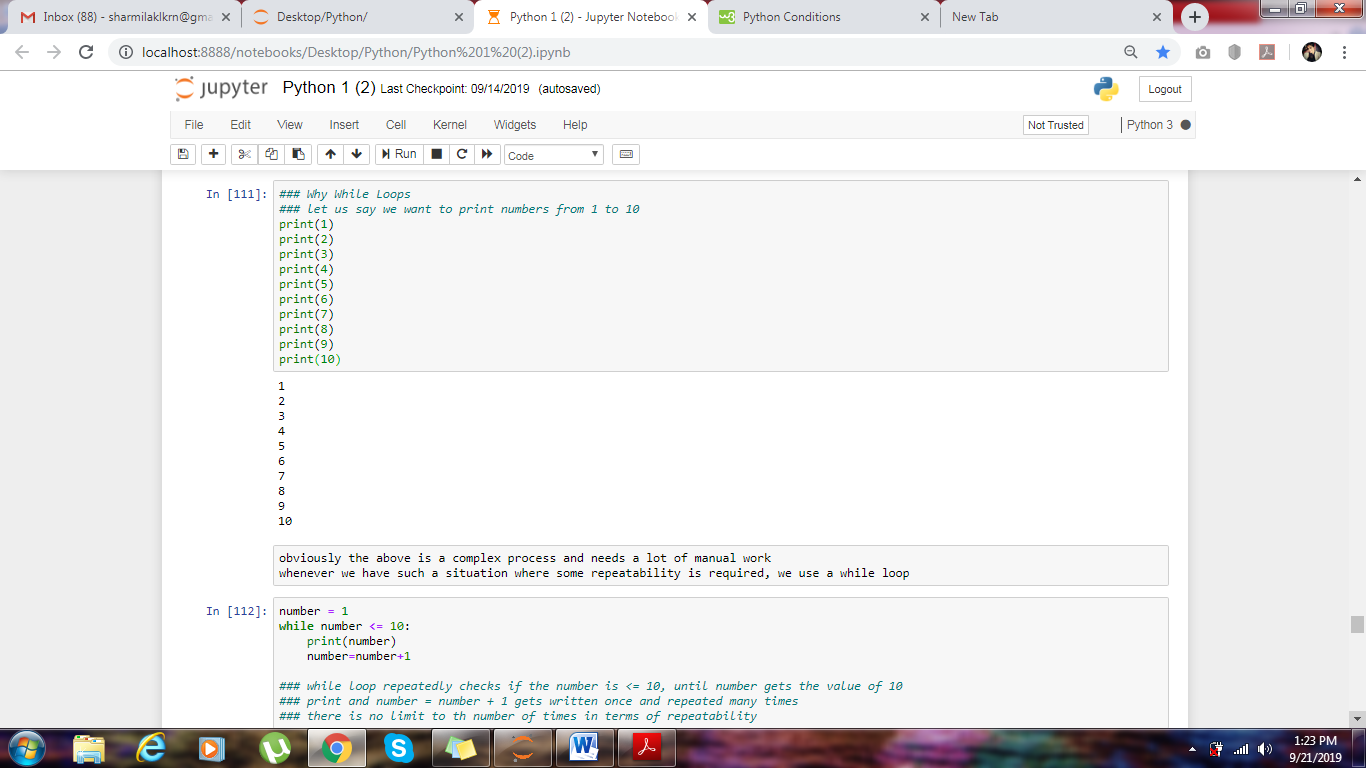 Inbox (88) - sharmilaklkrn@gma
Desktop/Python/
Python 1 (2) - Jupyter Notebook
Python Conditions
New Tab
localhost:8888/notebooks/Desktop/Python/Python%201%20(2).ipynb
jupyter Python 1 (2) Last Checkpoint: 09/14/2019 (autosaved)
Logout
File Edit View Insert Cell Kernel Widgets Help
Not Trusted
Python 3
Run
Code
In [111]:
### Why While Loops
### let us say we want to print numbers from 1 to 10
print(1)
print(2)
print(3)
print(4)
print(5)
print(6)
print(7)
print(8)
print(9)
print(10)
1
2
3
4
5
6
7
8
9
10
obviously the above is a complex process and needs a lot of manual work
whenever we have such a situation where some repeatability is required, we use a while loop
In [112]:
number = 1
while number <= 10:
    print(number)
    number=number+1
### while loop repeatedly checks if the number is <= 10, until number gets the value of 10
### print and number = number + 1 gets written once and repeated many times
### there is no limit to th number of times in terms of repeatability
1:23 PM
9/21/2019